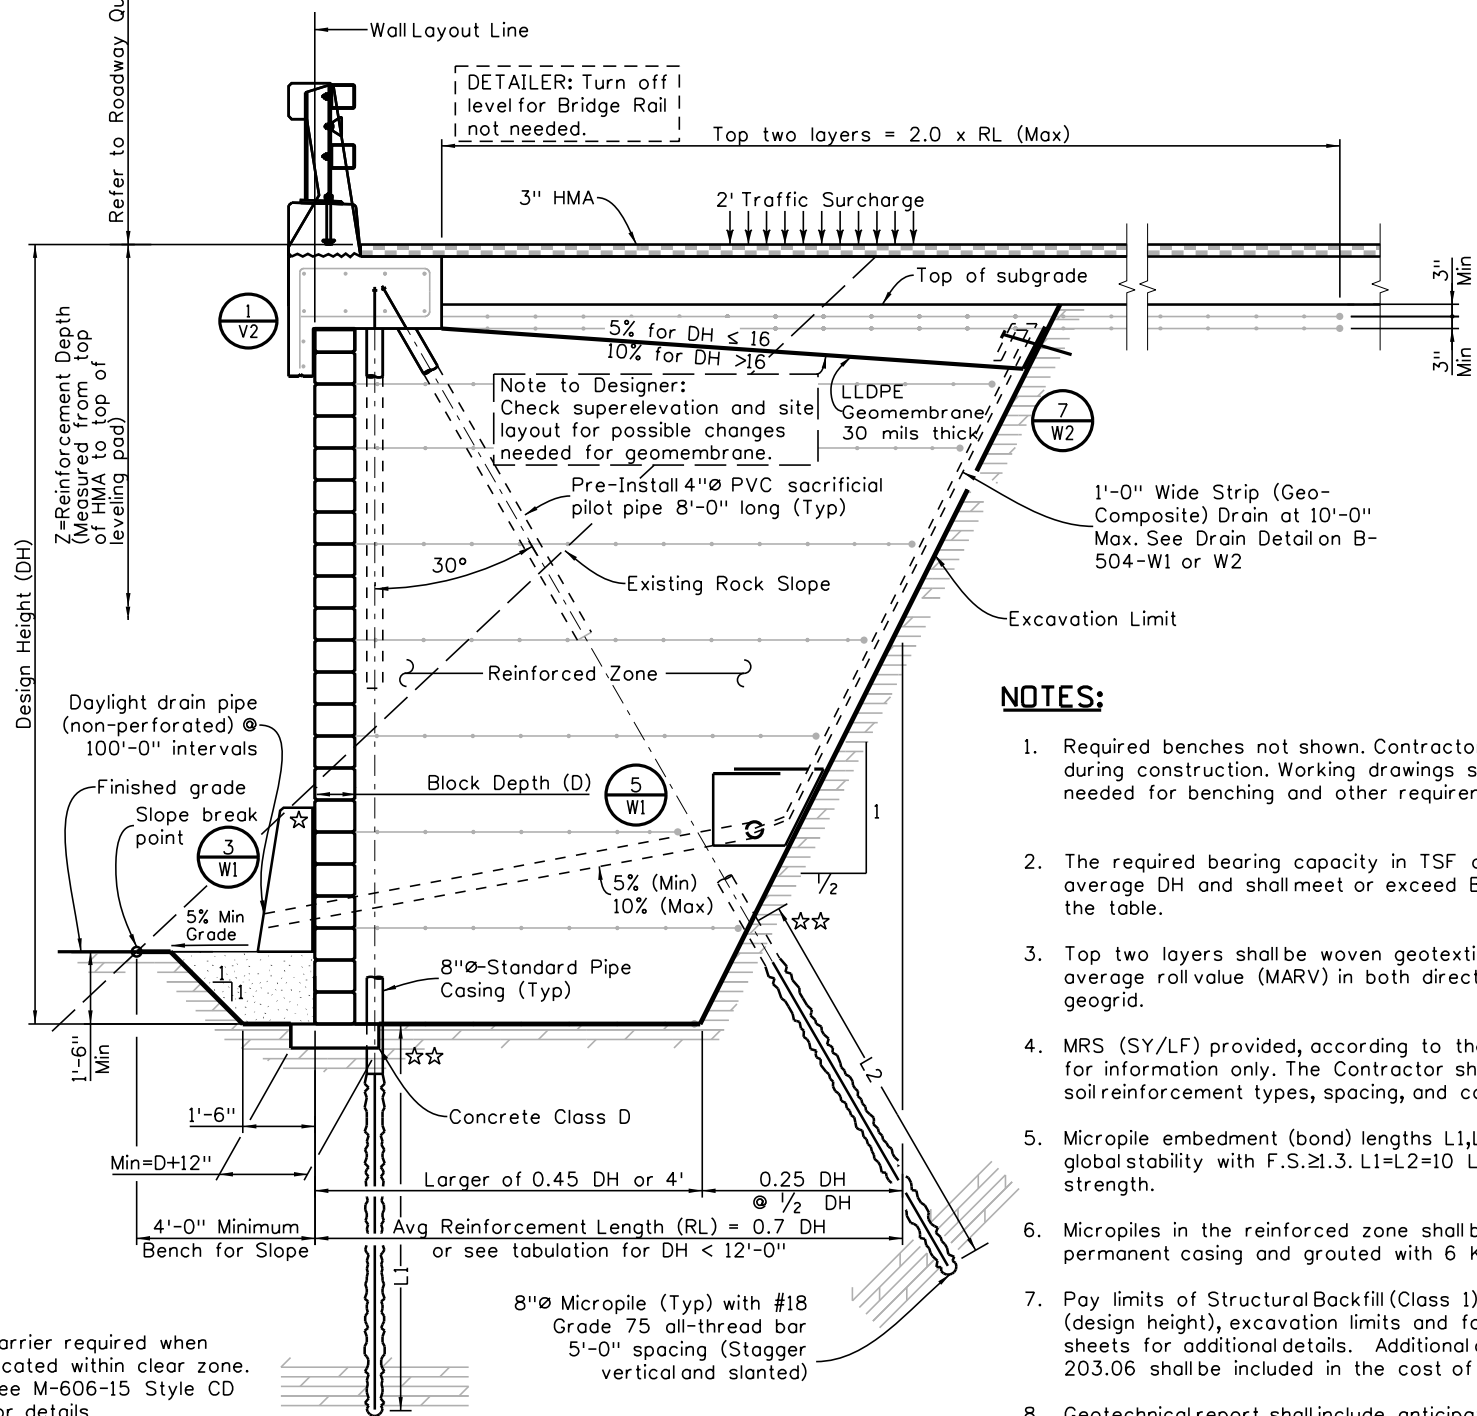 Wall Layout Line
DETAILER: Turn off
level for Bridge Rail
not needed.
Top two layers = 2.0 x RL (Max)
Refer to Roadway
3" HMA
2' Traffic Surcharge
Top of subgrade
3"
Min
3"
Min
1
V2
5% for DH ≤ 16
10% for DH >16
Z=Reinforcement Depth
(Measured from top
of HMA to top of
leveling pad)
Note to Designer:
Check superelevation and site
layout for possible changes
needed for geomembrane.
LLDPE
Geomembrane
30 mils thick
7
W2
Pre-Install 4"Ø PVC sacrificial
pilot pipe 8'-0" long (Typ)
1'-0" Wide Strip (Geo-
Composite) Drain at 10'-0"
Max. See Drain Detail on B-
504-W1 or W2
30°
Existing Rock Slope
Excavation Limit
Design Height (DH)
Reinforced Zone
Daylight drain pipe
(non-perforated) @
100'-0" intervals
Finished grade
Slope break
point
3
W1
Block Depth (D)
5
W1
1
1/2
☆
5% (Min)
10% (Max)
☆☆
5% Min
Grade
1
1
8"Ø-Standard Pipe
Casing (Typ)
1'-6"
Min
☆☆
L2
1'-6"
Concrete Class D
Min=D+12"
Larger of 0.45 DH or 4'
0.25 DH
@ 1/2 DH
4'-0" Minimum
Bench for Slope
Avg Reinforcement Length (RL) = 0.7 DH
or see tabulation for DH < 12'-0"
L1
8"Ø Micropile (Typ) with #18
Grade 75 all-thread bar
5'-0" spacing (Stagger
vertical and slanted)
required when
within clear zone.
M-606-15 Style CD
details
NOTES:
1. Required benches not shown. Contractor
during construction. Working drawings
needed for benching and other
2. The required bearing capacity in TSF
average DH and shall meet or exceed
the table.
3. Top two layers shall be woven
average roll value (MARV) in both
geogrid.
4. MRS (SY/LF) provided, according to
for information only. The Contractor
soil reinforcement types, spacing, and
5. Micropile embedment (bond) lengths L1,
global stability with F.S.≥1.3. L1=L2=10
strength.
6. Micropiles in the reinforced zone shall
permanent casing and grouted with 6
7. Pay limits of Structural Backfill (Class 1)
(design height), excavation limits and
sheets for additional details. Additional
203.06 shall be included in the cost of
8. Geotechnical report shall include